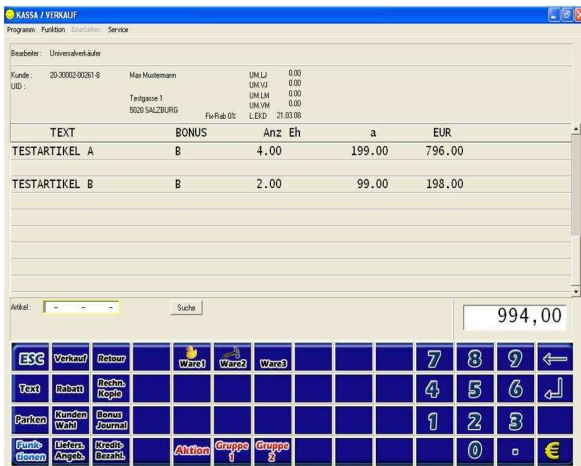 KASSA / VERKAUF
Programm Funktion Bearbeiten Service
Bearbeiter: Universalverkäufer
Kunde: 20-30002-00261-8 Max Mustermann UM.LJ 0.00
UID: UM.VJ 0.00
Testgasse 1 UM.LM 0.00
5020 SALZBURG UM.VM 0.00
Fix-Rab 0% L.EKD 21.03.08
TEXT BONUS Anz Eh a EUR
TESTARTIKEL A B 4.00 199.00 796.00
TESTARTIKEL B B 2.00 99.00 198.00
Artikel: - - - Suche
994,00
ESC Verkauf Retour Ware1 Ware2 Ware3 7 8 9
Text Rabatt Rechn. Kopie 4 5 6
Parken Kunden Wahl Bonus Journal 1 2 3
Funk- tionen Liefers. Angeb. Kredit- Bezahl. Aktion Gruppe 1 Gruppe 2 0 . €